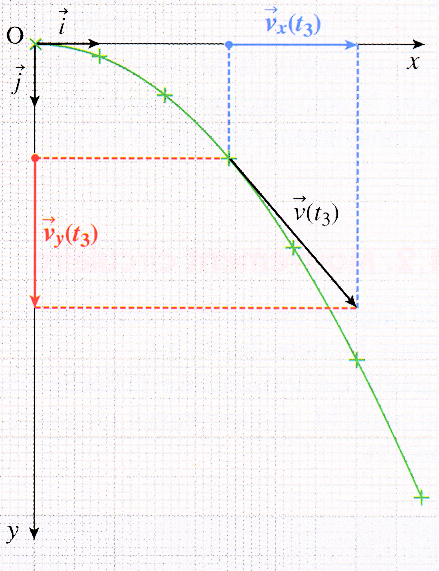 O
i⃗
v⃗ₓ(t₃)
x
j⃗
v⃗(t₃)
v⃗ᵧ(t₃)
y